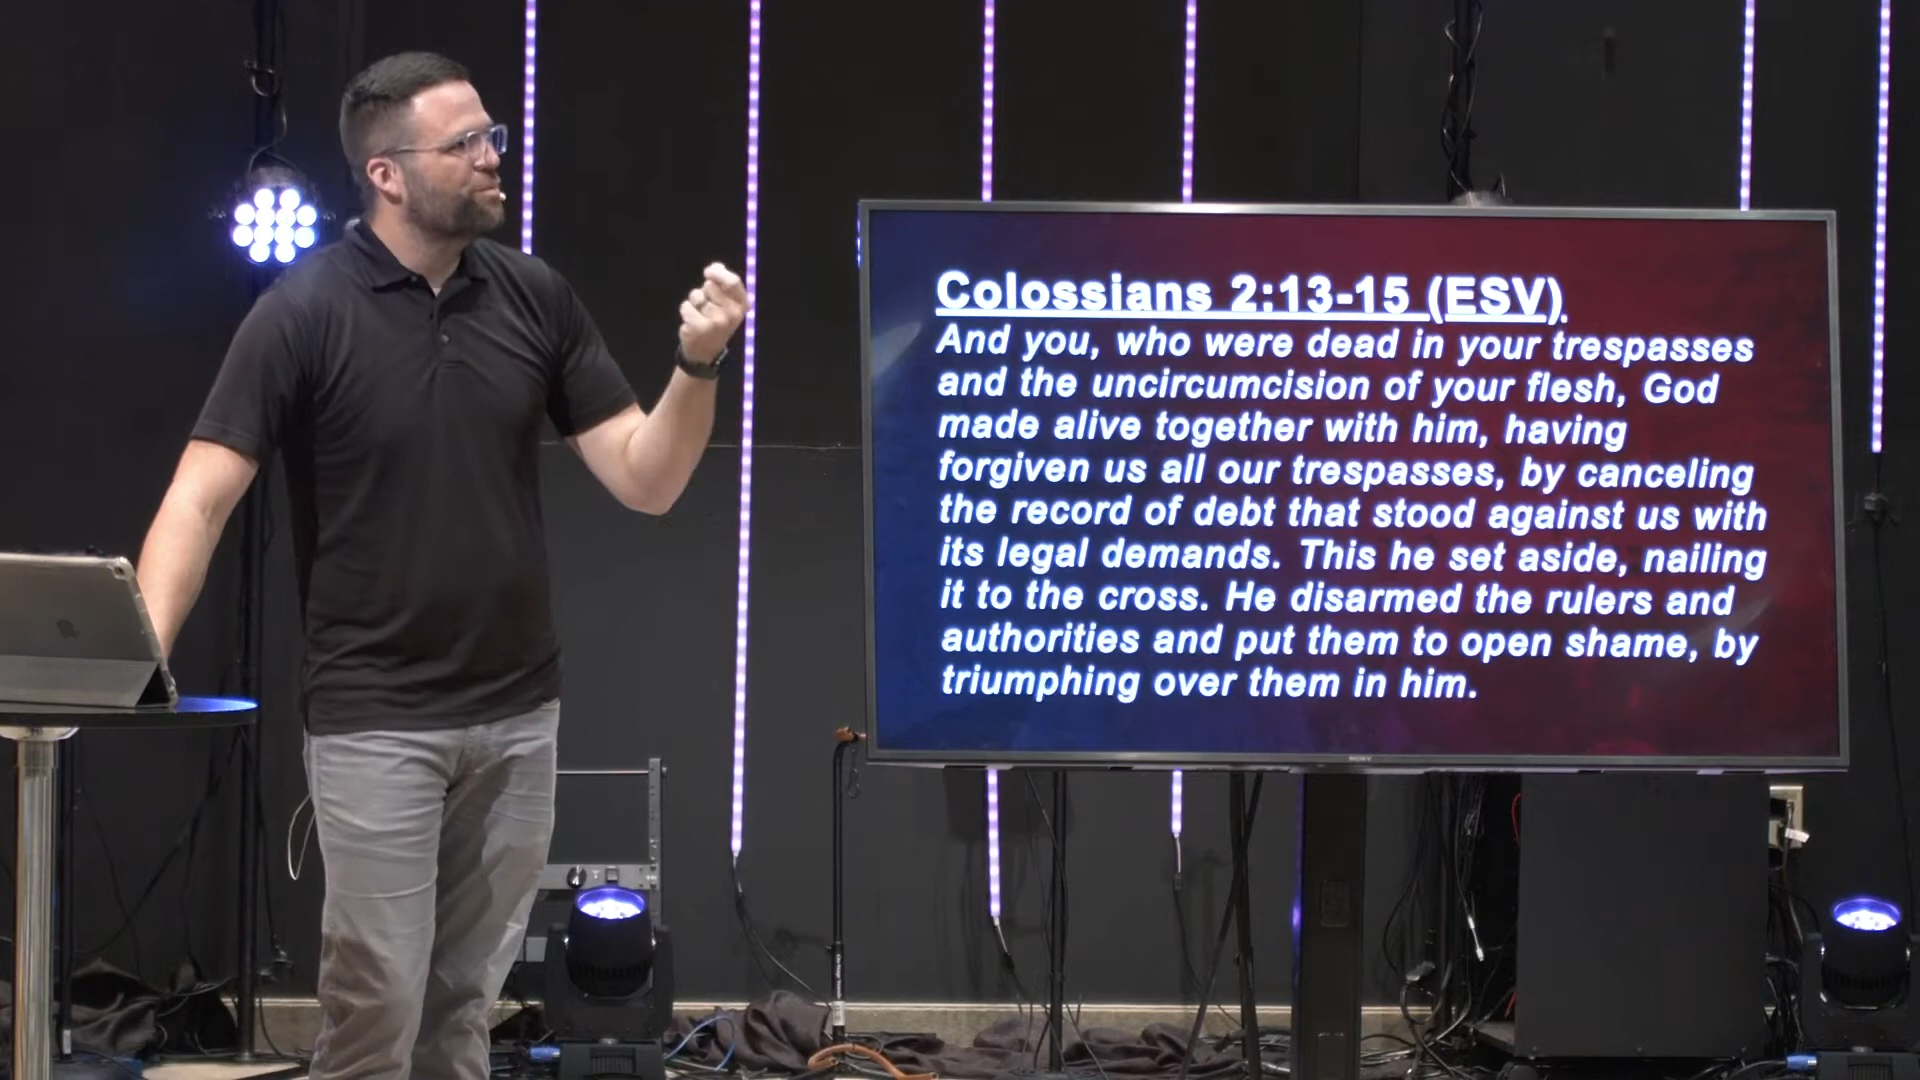 Colossians 2:13-15 (ESV)
And you, who were dead in your trespasses
and the uncircumcision of your flesh, God
made alive together with him, having
forgiven us all our trespasses, by canceling
the record of debt that stood against us with
its legal demands. This he set aside, nailing
it to the cross. He disarmed the rulers and
authorities and put them to open shame, by
triumphing over them in him.
SONY